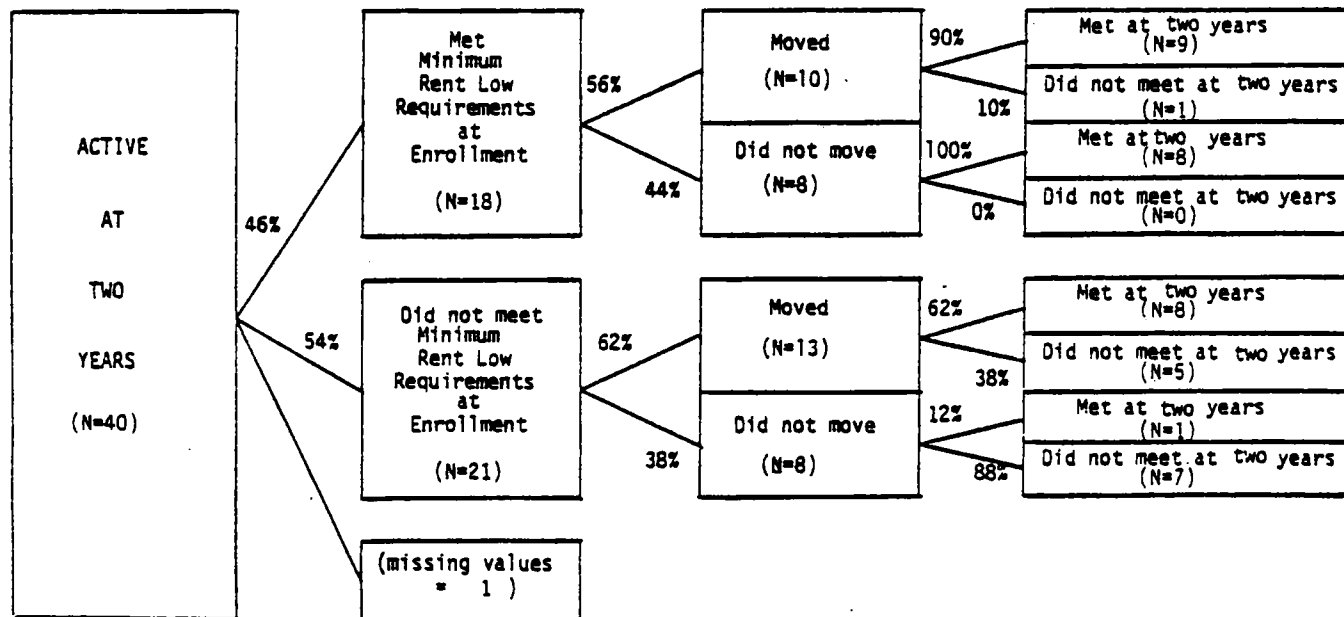 ACTIVE
AT
TWO
YEARS
(N=40)
46%
54%
Met
Minimum
Rent Low
Requirements
at
Enrollment
(N=18)
56%
44%
Did not meet
Minimum
Rent Low
Requirements
at
Enrollment
(N=21)
62%
38%
(missing values
= 1 )
Moved
(N=10)
90%
10%
Did not move
(N=8)
100%
0%
Moved
(N=13)
62%
38%
Did not move
(N=8)
12%
88%
Met at two years
(N=9)
Did not meet at two years
(N=1)
Met at two years
(N=8)
Did not meet at two years
(N=0)
Met at two years
(N=8)
Did not meet at two years
(N=5)
Met at two years
(N=1)
Did not meet at two years
(N=7)